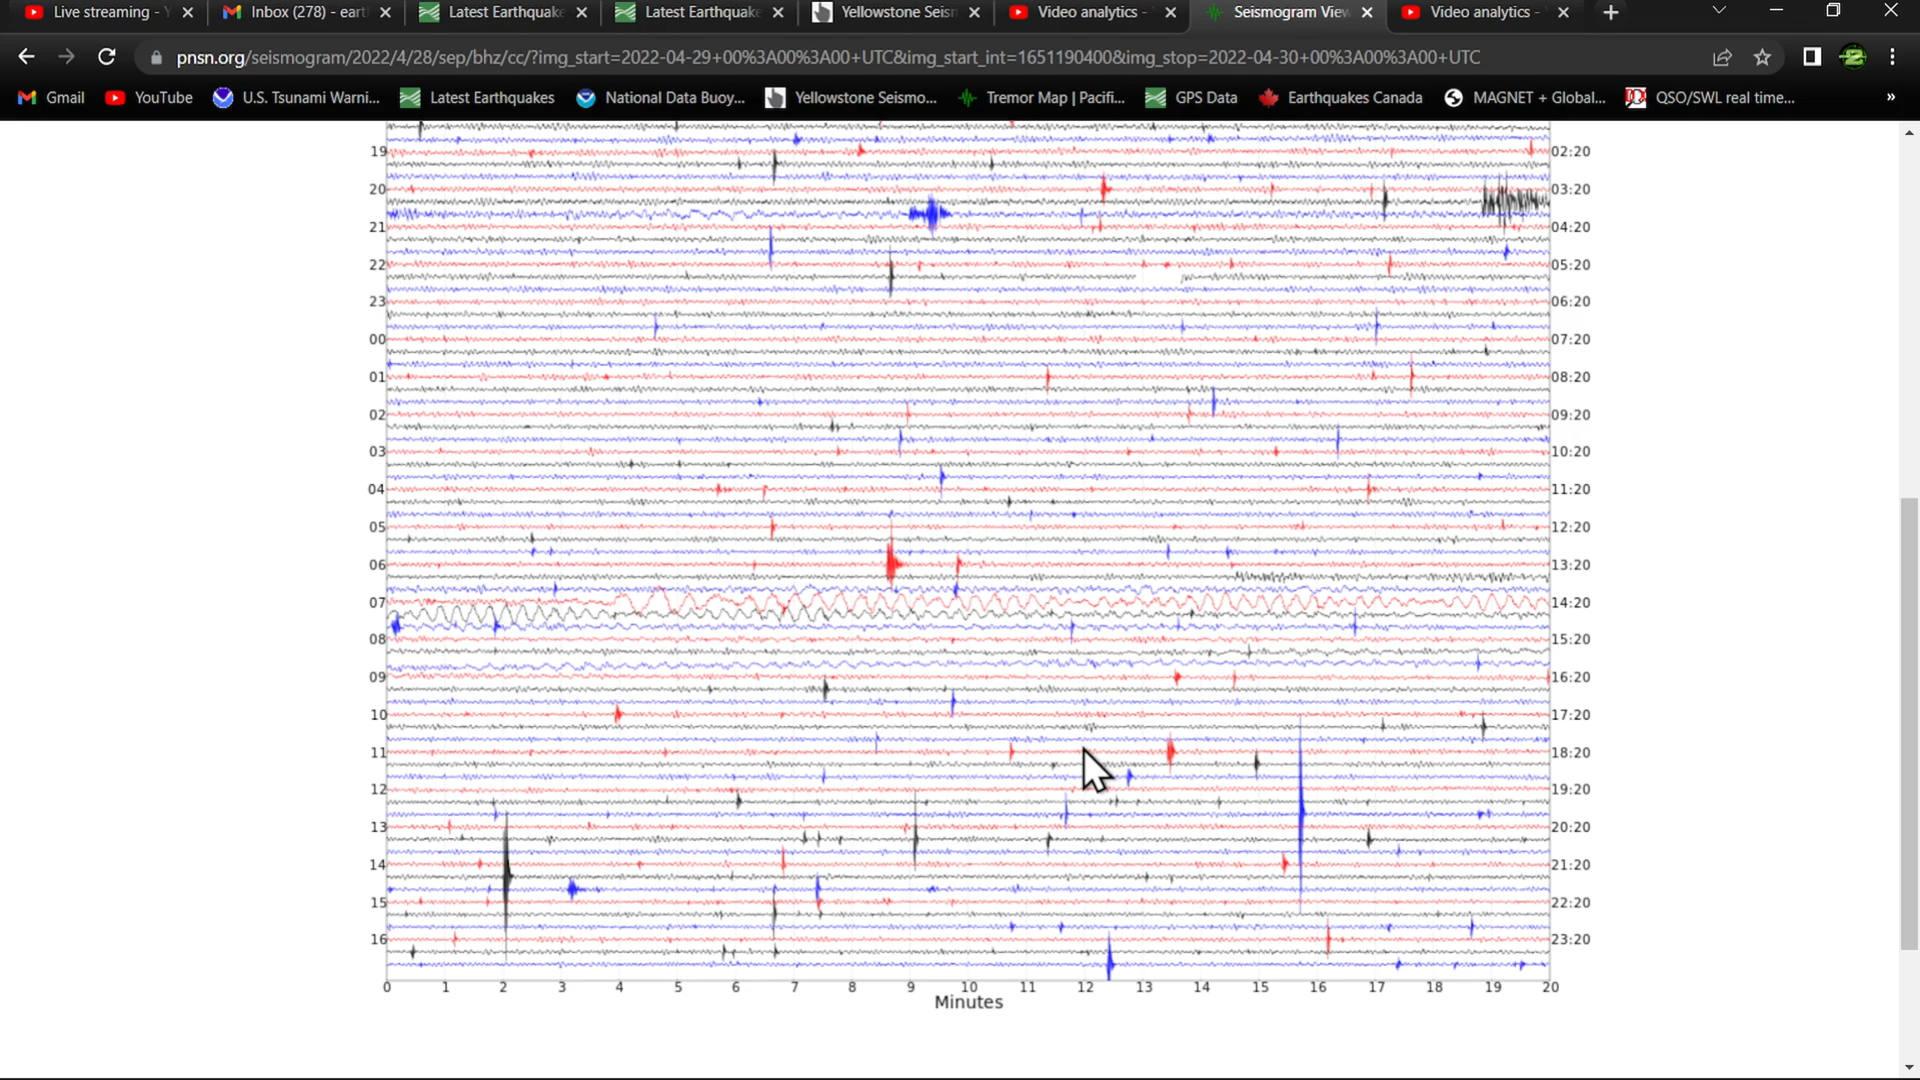 Live streaming - Y
Inbox (278) - eart
Latest Earthquake
Latest Earthquake
Yellowstone Seism
Video analytics -
Seismogram View
Video analytics -
pnsn.org/seismogram/2022/4/28/sep/bhz/cc/?img_start=2022-04-29+00%3A00%3A00+UTC&img_start_int=1651190400&img_stop=2022-04-30+00%3A00%3A00+UTC
Gmail YouTube U.S. Tsunami Warni... Latest Earthquakes National Data Buoy... Yellowstone Seismo... Tremor Map | Pacifi... GPS Data Earthquakes Canada MAGNET + Global... QSO/SWL real time... »
19 02:20
20 03:20
21 04:20
22 05:20
23 06:20
00 07:20
01 08:20
02 09:20
03 10:20
04 11:20
05 12:20
06 13:20
07 14:20
08 15:20
09 16:20
10 17:20
11 18:20
12 19:20
13 20:20
14 21:20
15 22:20
16 23:20
0 1 2 3 4 5 6 7 8 9 10 11 12 13 14 15 16 17 18 19 20
Minutes